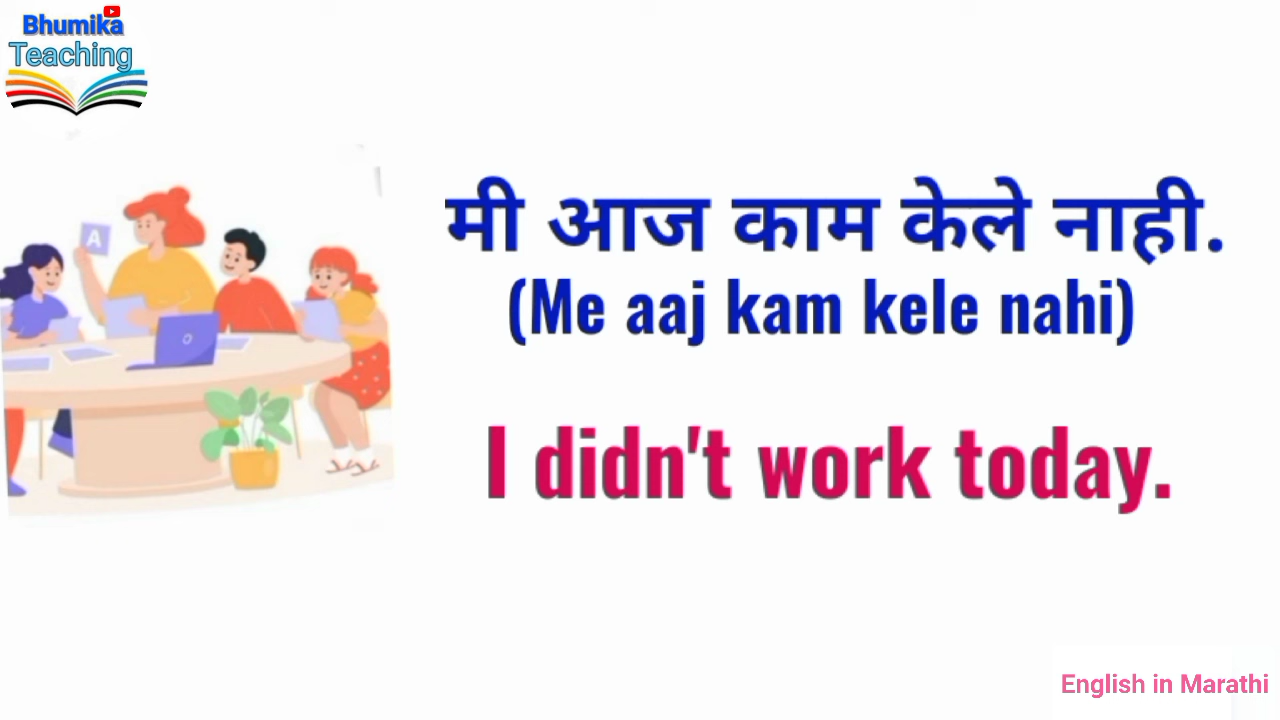 Bhumika
Teaching
A
मी आज काम केले नाही.
(Me aaj kam kele nahi)
I didn't work today.
English in Marathi